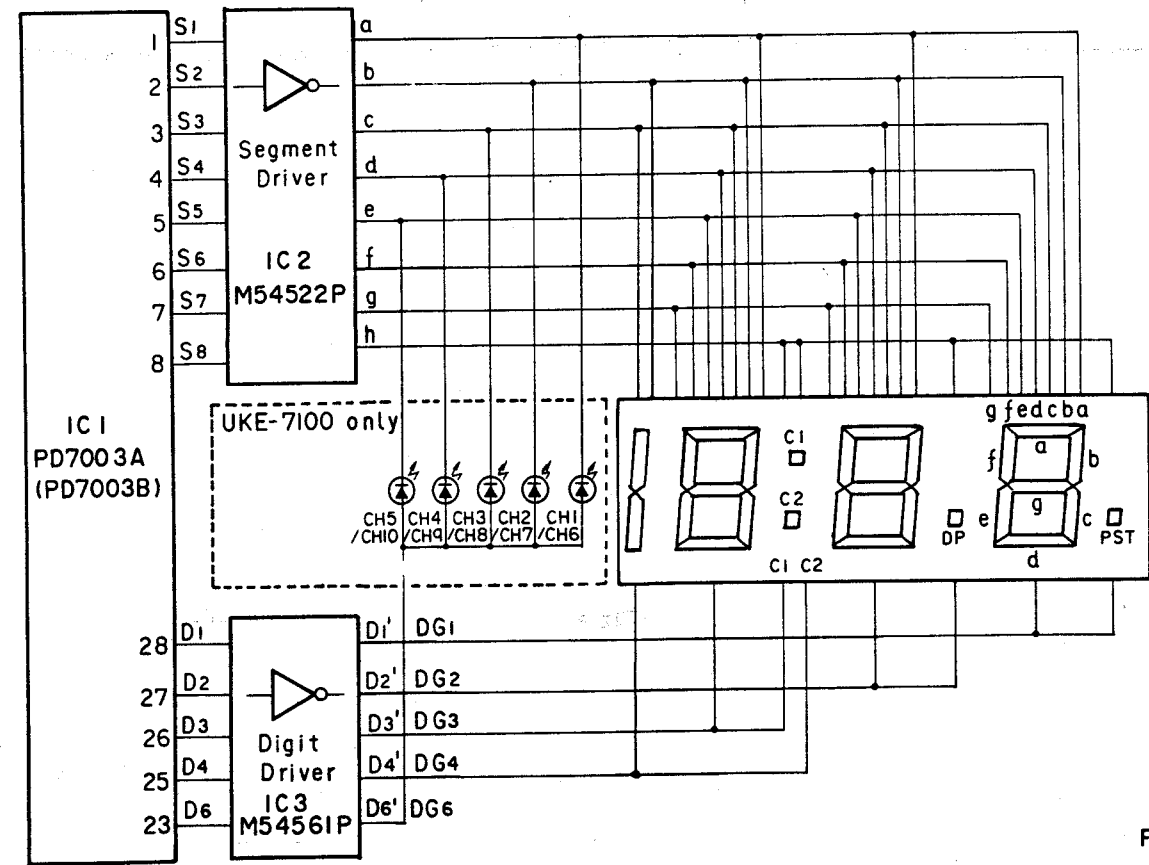 1 S1
2 S2
3 S3
4 S4
5 S5
6 S6
7 S7
8 S8
IC1
PD7003A
(PD7003B)
28 D1
27 D2
26 D3
25 D4
23 D6
Segment
Driver
IC2
M54522P
a
b
c
d
e
f
g
h
UKE-7100 only
CH5 CH4 CH3 CH2 CH1
/CH10 /CH9 /CH8 /CH7 /CH6
g f e d c b a
a
f
b
g
e
c
d
C1
C2
C1 C2
DP
PST
Digit
Driver
IC3
M54561P
D1' DG1
D2' DG2
D3' DG3
D4' DG4
D6' DG6
F